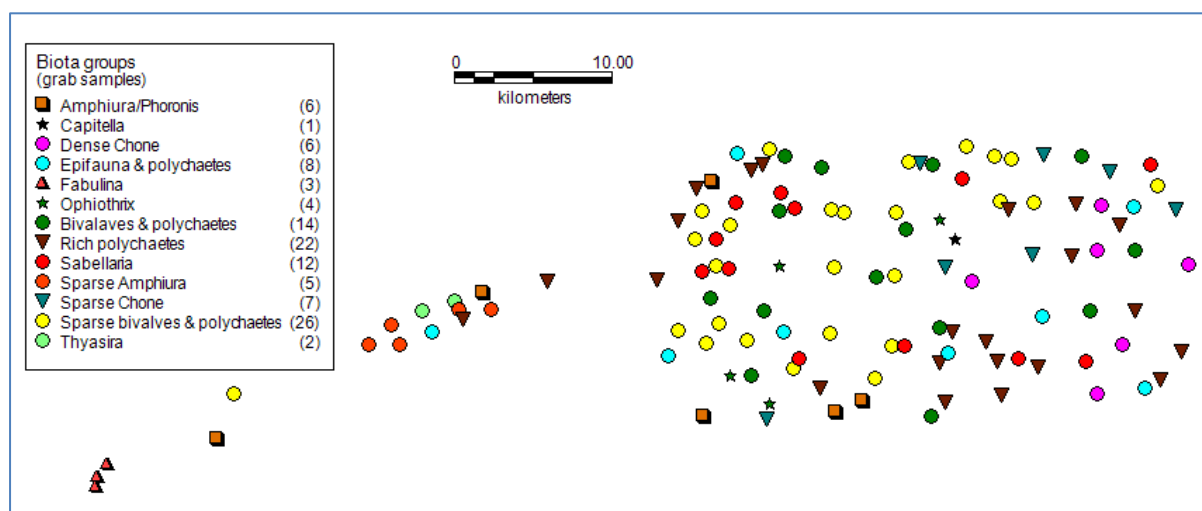 Biota groups
(grab samples)
Amphiura/Phoronis (6)
Capitella (1)
Dense Chone (6)
Epifauna & polychaetes (8)
Fabulina (3)
Ophiothrix (4)
Bivalaves & polychaetes (14)
Rich polychaetes (22)
Sabellaria (12)
Sparse Amphiura (5)
Sparse Chone (7)
Sparse bivalves & polychaetes (26)
Thyasira (2)
0 10.00
kilometers